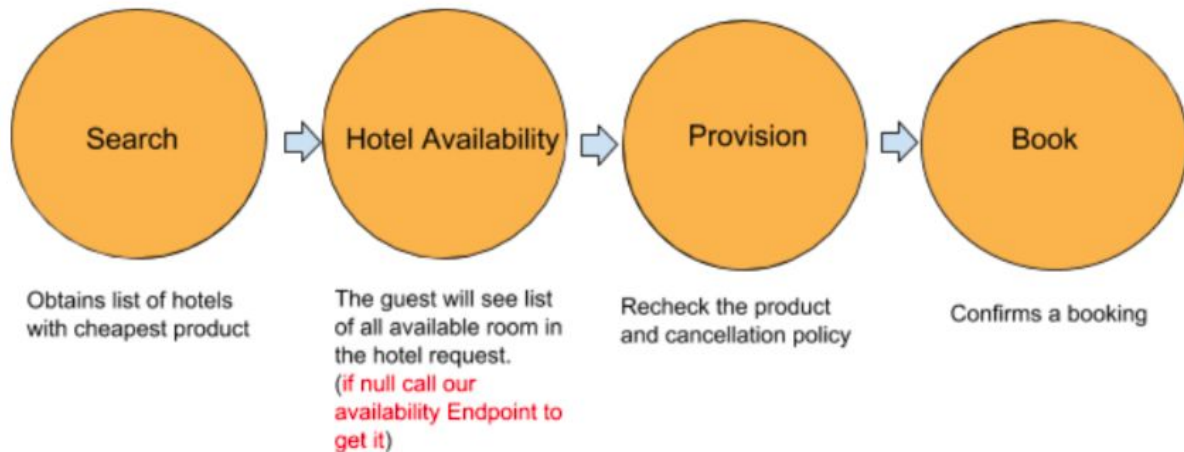 Search
Hotel Availability
Provision
Book
Obtains list of hotels
with cheapest product
The guest will see list
of all available room in
the hotel request.
(if null call our
availability Endpoint to
get it)
Recheck the product
and cancellation policy
Confirms a booking